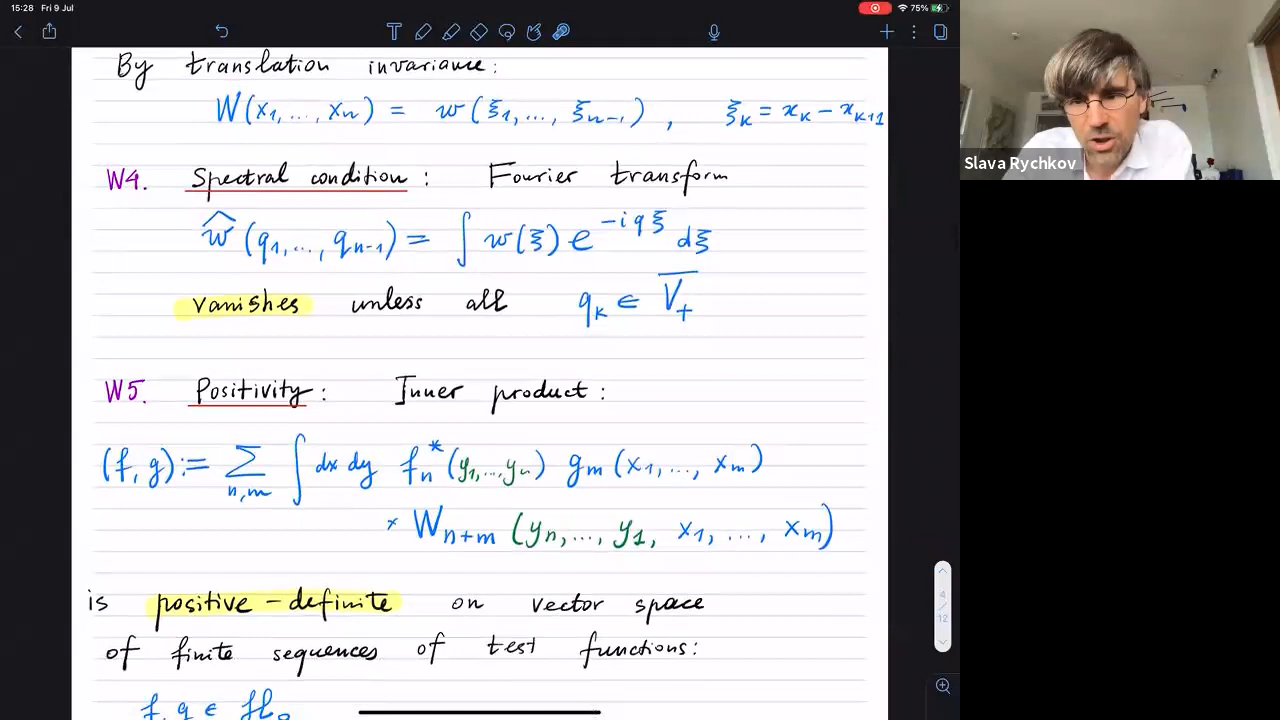 15:28 Fri 9 Jul
75%
By translation invariance:
W(x₁,..., xₙ) = w(ξ₁,..., ξₙ₋₁), ξₖ = xₖ − xₖ₊₁
Slava Rychkov
W4. Spectral condition: Fourier transform
ŵ(q₁,..., qₙ₋₁) = ∫ w(ξ) e^{-iqξ} dξ
vanishes unless all qₖ ∈ V̅₊
W5. Positivity: Inner product:
(f, g) := ∑ₙ,ₘ ∫ dx dy fₙ*(y₁,...yₙ) gₘ(x₁,..., xₘ)
× Wₙ₊ₘ (yₙ,..., y₁, x₁, ..., xₘ)
is positive-definite on vector space
of finite sequences of test functions:
f, g ∈
4
/
12